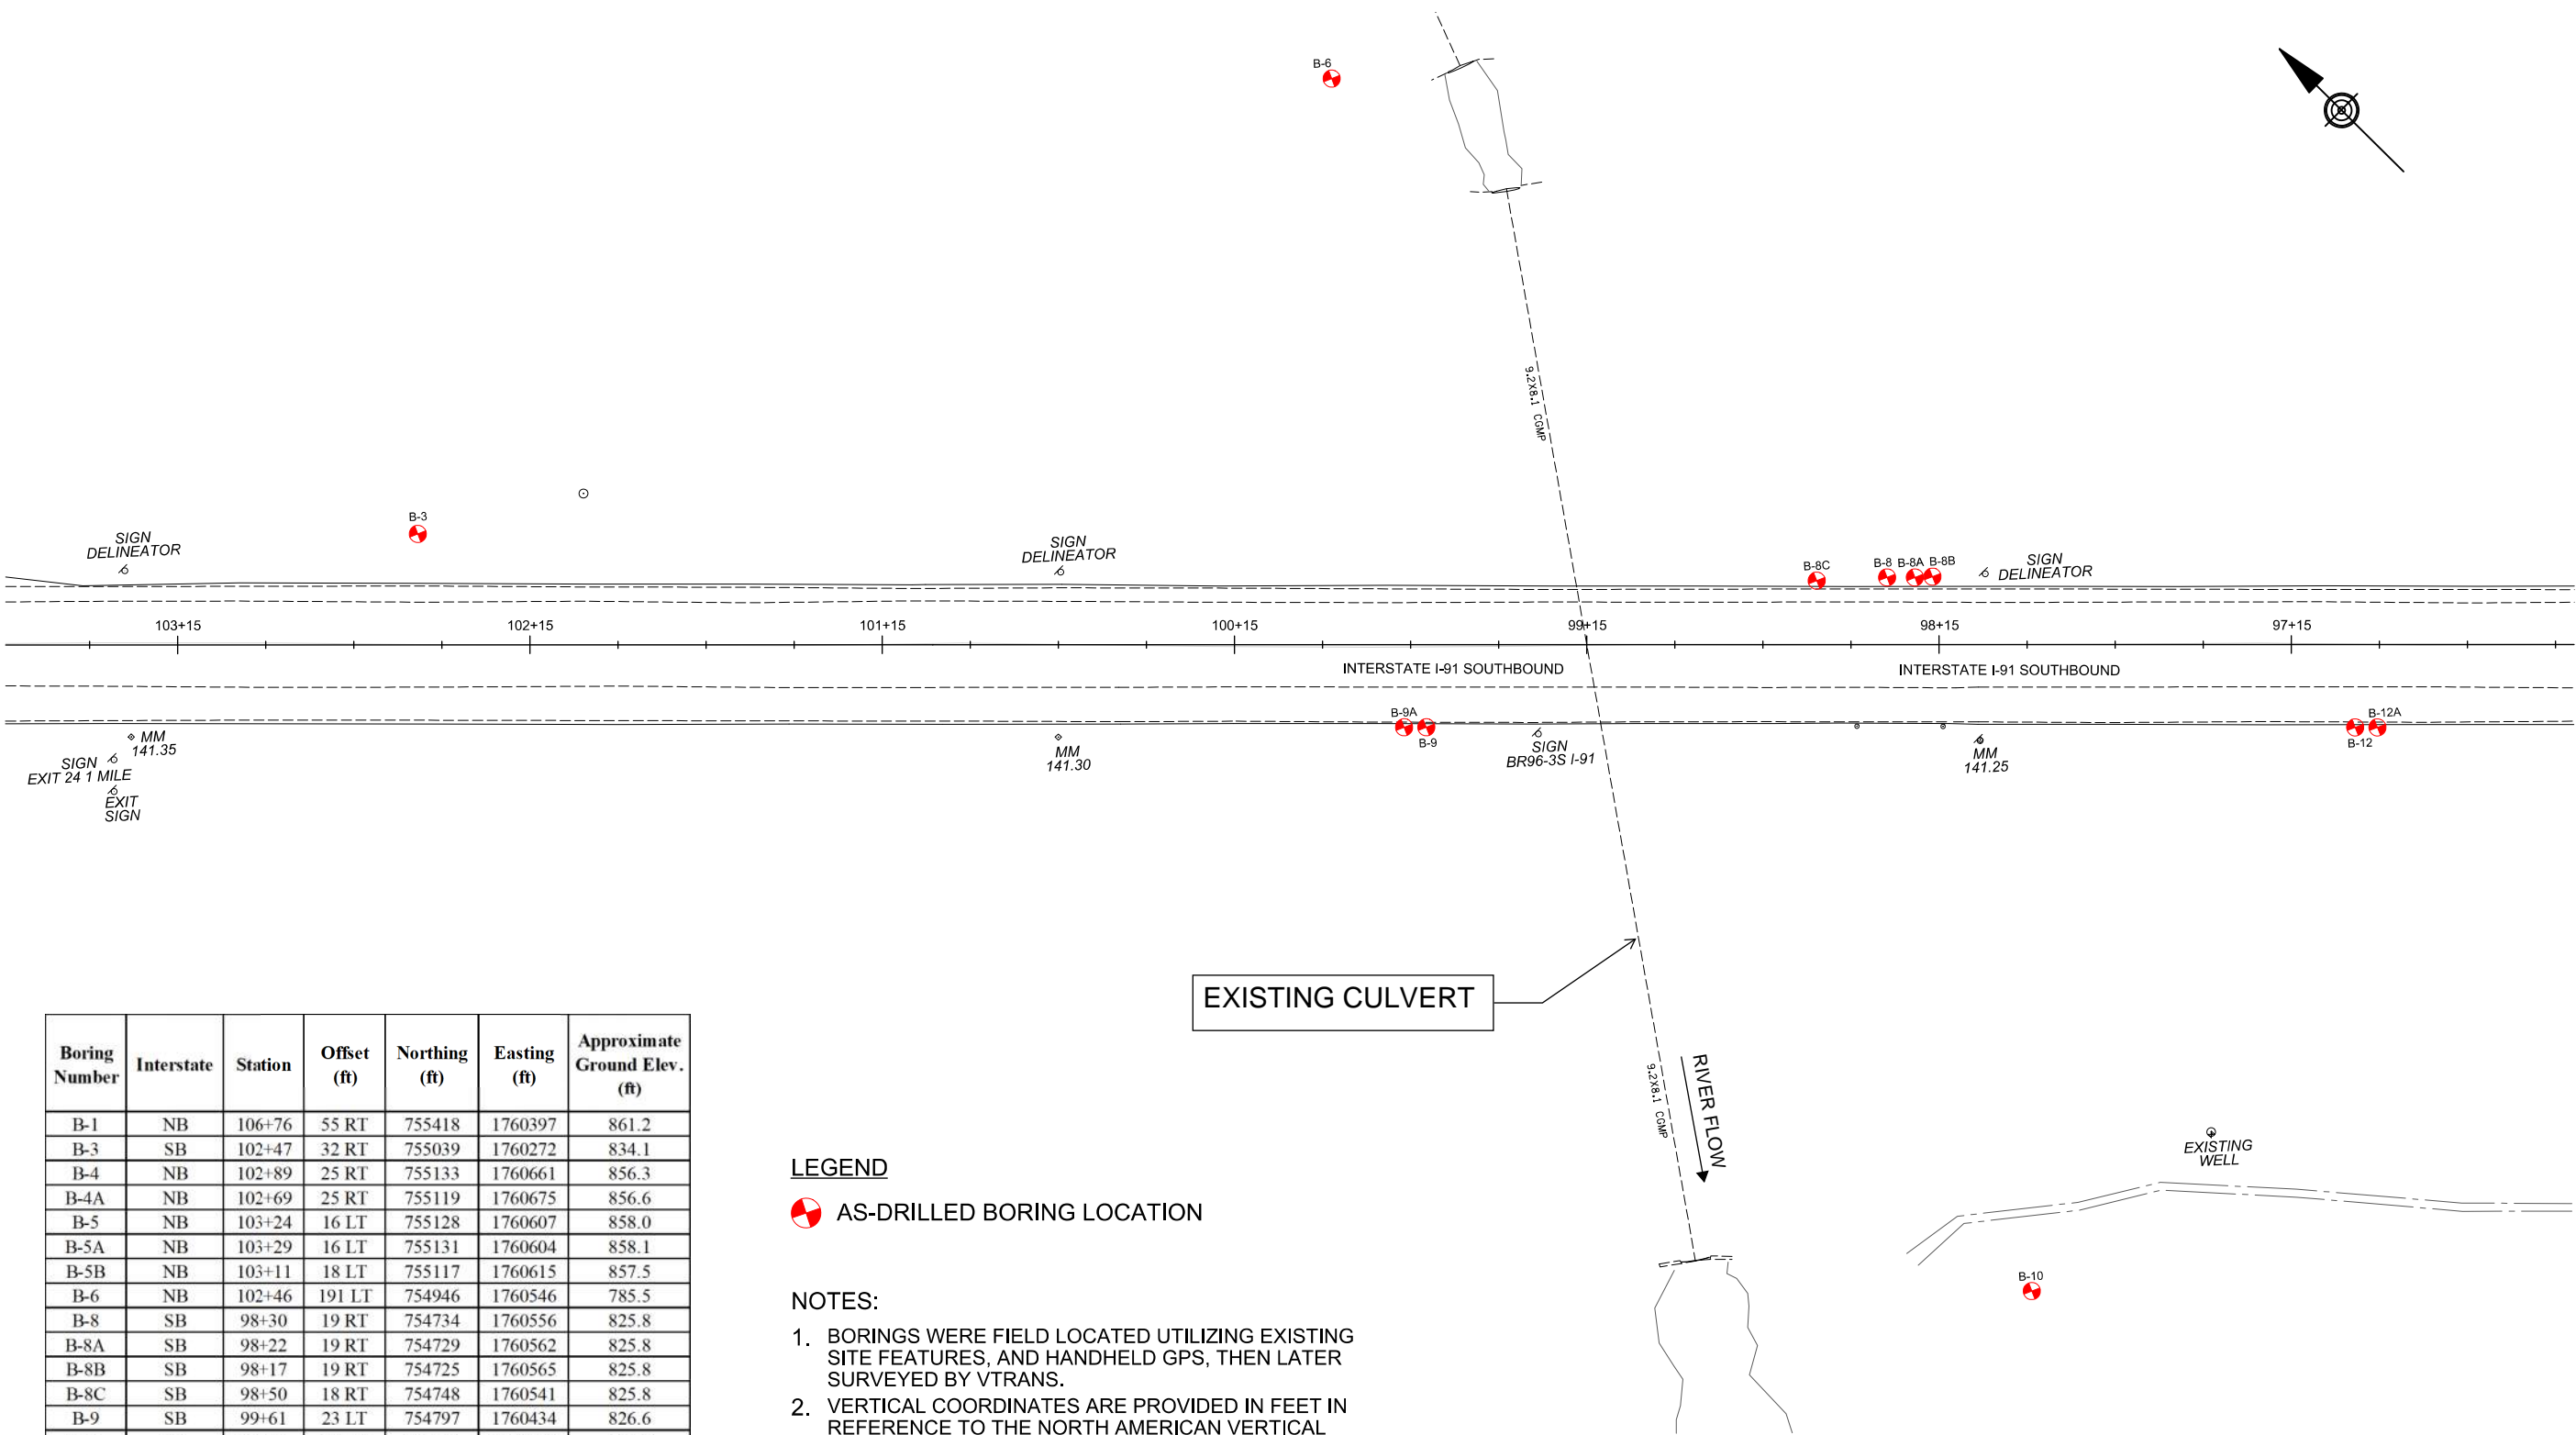 B-6
9.2X8.1 CGMP
B-3
SIGN
DELINEATOR
SIGN
DELINEATOR
B-8C
B-8
B-8A
B-8B
SIGN
DELINEATOR
103+15
102+15
101+15
100+15
99+15
98+15
97+15
INTERSTATE I-91 SOUTHBOUND
INTERSTATE I-91 SOUTHBOUND
B-9A
B-9
B-12A
B-12
MM
141.35
SIGN
EXIT 24 1 MILE
EXIT
SIGN
MM
141.30
SIGN
BR96-3S I-91
MM
141.25
EXISTING CULVERT
9.2X8.1 CGMP
RIVER FLOW
EXISTING
WELL
B-10
Boring Number Interstate Station Offset (ft) Northing (ft) Easting (ft) Approximate Ground Elev. (ft)
B-1 NB 106+76 55 RT 755418 1760397 861.2
B-3 SB 102+47 32 RT 755039 1760272 834.1
B-4 NB 102+89 25 RT 755133 1760661 856.3
B-4A NB 102+69 25 RT 755119 1760675 856.6
B-5 NB 103+24 16 LT 755128 1760607 858.0
B-5A NB 103+29 16 LT 755131 1760604 858.1
B-5B NB 103+11 18 LT 755117 1760615 857.5
B-6 NB 102+46 191 LT 754946 1760546 785.5
B-8 SB 98+30 19 RT 754734 1760556 825.8
B-8A SB 98+22 19 RT 754729 1760562 825.8
B-8B SB 98+17 19 RT 754725 1760565 825.8
B-8C SB 98+50 18 RT 754748 1760541 825.8
B-9 SB 99+61 23 LT 754797 1760434 826.6
LEGEND
AS-DRILLED BORING LOCATION
NOTES:
1. BORINGS WERE FIELD LOCATED UTILIZING EXISTING
SITE FEATURES, AND HANDHELD GPS, THEN LATER
SURVEYED BY VTRANS.
2. VERTICAL COORDINATES ARE PROVIDED IN FEET IN
REFERENCE TO THE NORTH AMERICAN VERTICAL